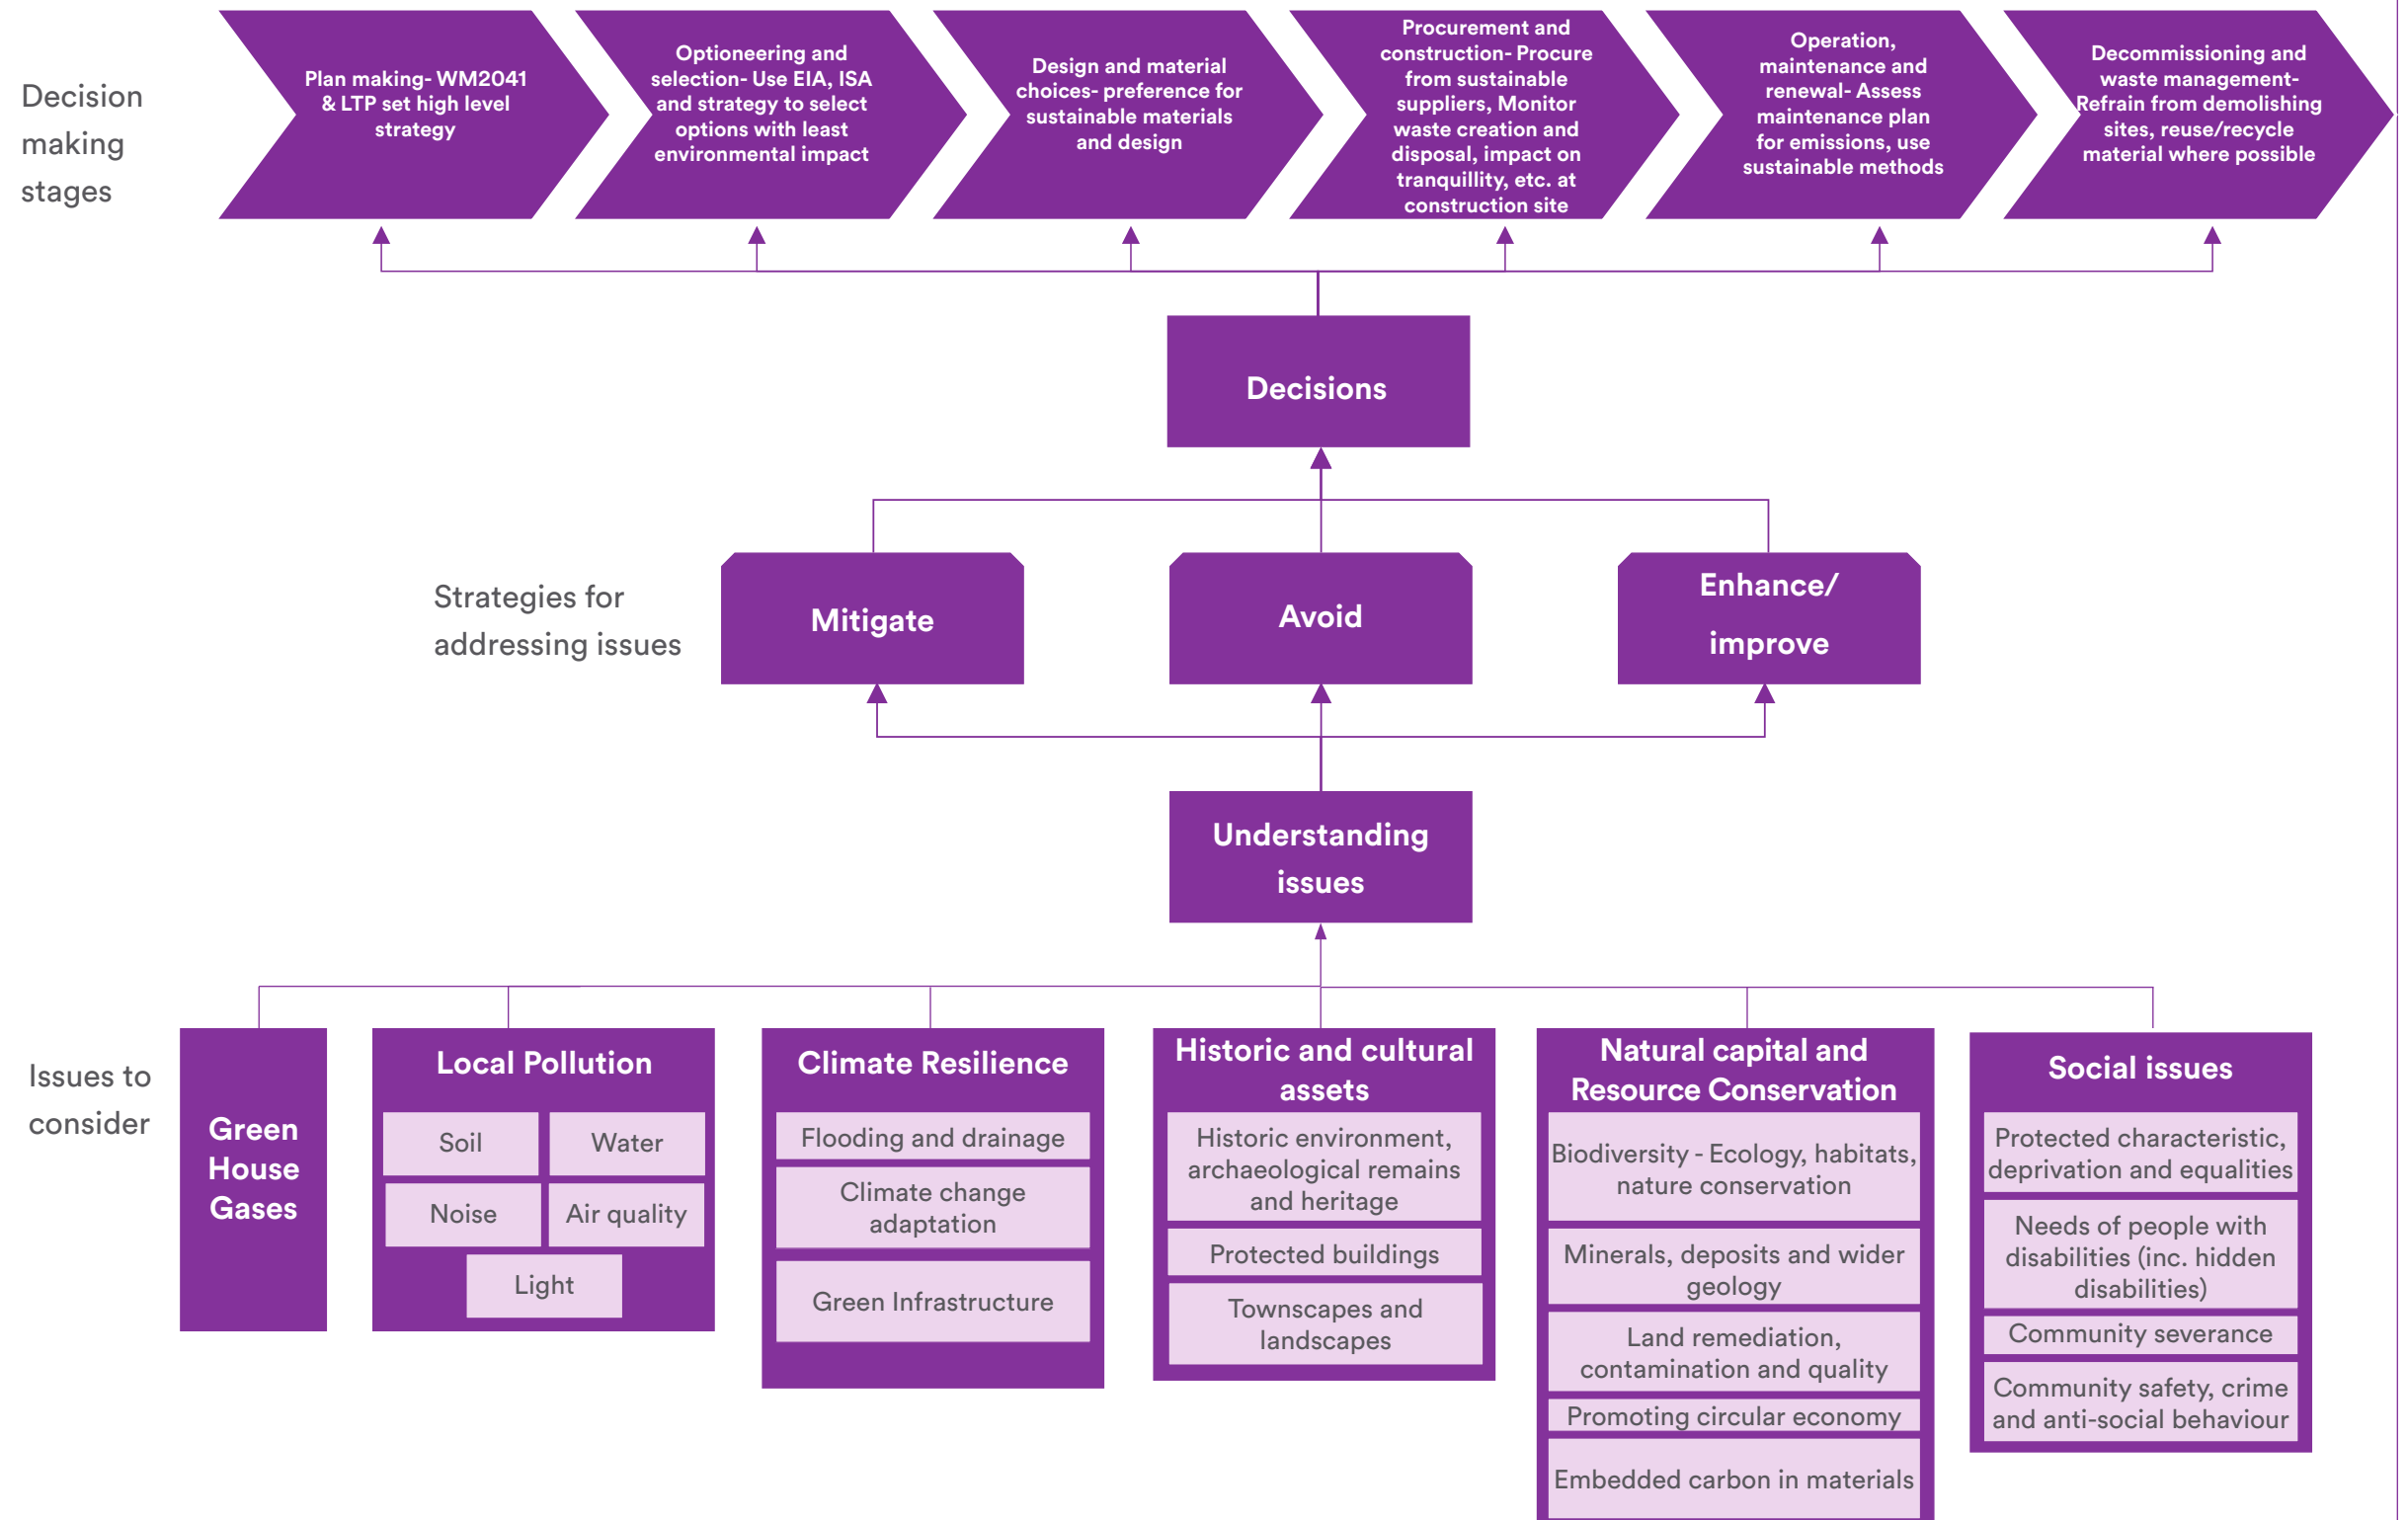 Decision
making
stages
Plan making- WM2041
& LTP set high level
strategy
Optioneering and
selection- Use EIA, ISA
and strategy to select
options with least
environmental impact
Design and material
choices- preference for
sustainable materials
and design
Procurement and
construction- Procure
from sustainable
suppliers, Monitor
waste creation and
disposal, impact on
tranquillity, etc. at
construction site
Operation,
maintenance and
renewal- Assess
maintenance plan
for emissions, use
sustainable methods
Decommissioning and
waste management-
Refrain from demolishing
sites, reuse/recycle
material where possible
Decisions
Strategies for
addressing issues
Mitigate
Avoid
Enhance/
improve
Understanding
issues
Issues to
consider
Green
House
Gases
Local Pollution
Soil
Water
Noise
Air quality
Light
Climate Resilience
Flooding and drainage
Climate change
adaptation
Green Infrastructure
Historic and cultural
assets
Historic environment,
archaeological remains
and heritage
Protected buildings
Townscapes and
landscapes
Natural capital and
Resource Conservation
Biodiversity - Ecology, habitats,
nature conservation
Minerals, deposits and wider
geology
Land remediation,
contamination and quality
Promoting circular economy
Embedded carbon in materials
Social issues
Protected characteristic,
deprivation and equalities
Needs of people with
disabilities (inc. hidden
disabilities)
Community severance
Community safety, crime
and anti-social behaviour